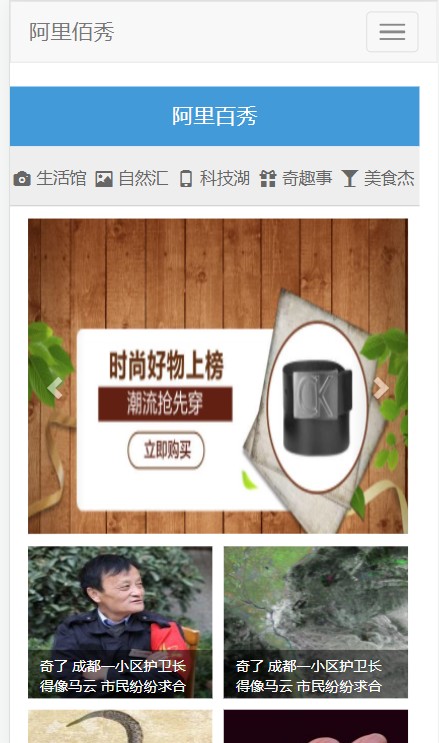 阿里佰秀
阿里百秀
生活馆 自然汇 科技湖 奇趣事 美食杰
时尚好物上榜
潮流抢先穿
立即购买
CK
奇了 成都一小区护卫长
得像马云 市民纷纷求合
奇了 成都一小区护卫长
得像马云 市民纷纷求合